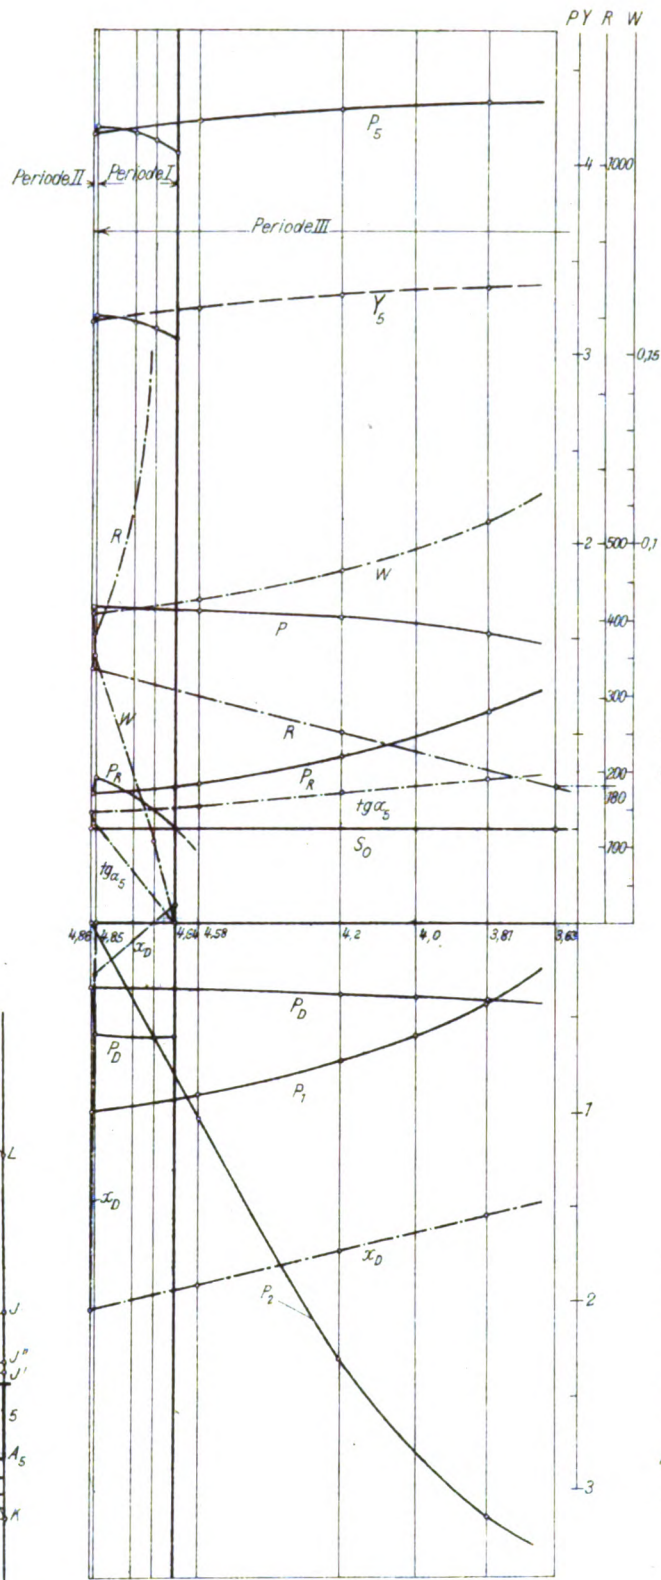 P Y R W
P5
Periode II Periode I 4 1000
Periode III
Y5
3 0,15
R
2 500 0,1
W
P 400
300
R
W
PR PR 200
180
tgα5
S0 100
tgα5
4,86 4,85 4,64 4,58 4,2 4,0 3,81 3,63
xD
PD
PD
P1 1
L
xD
xD
P2 2
J
J"
J'
5
A5
3
K